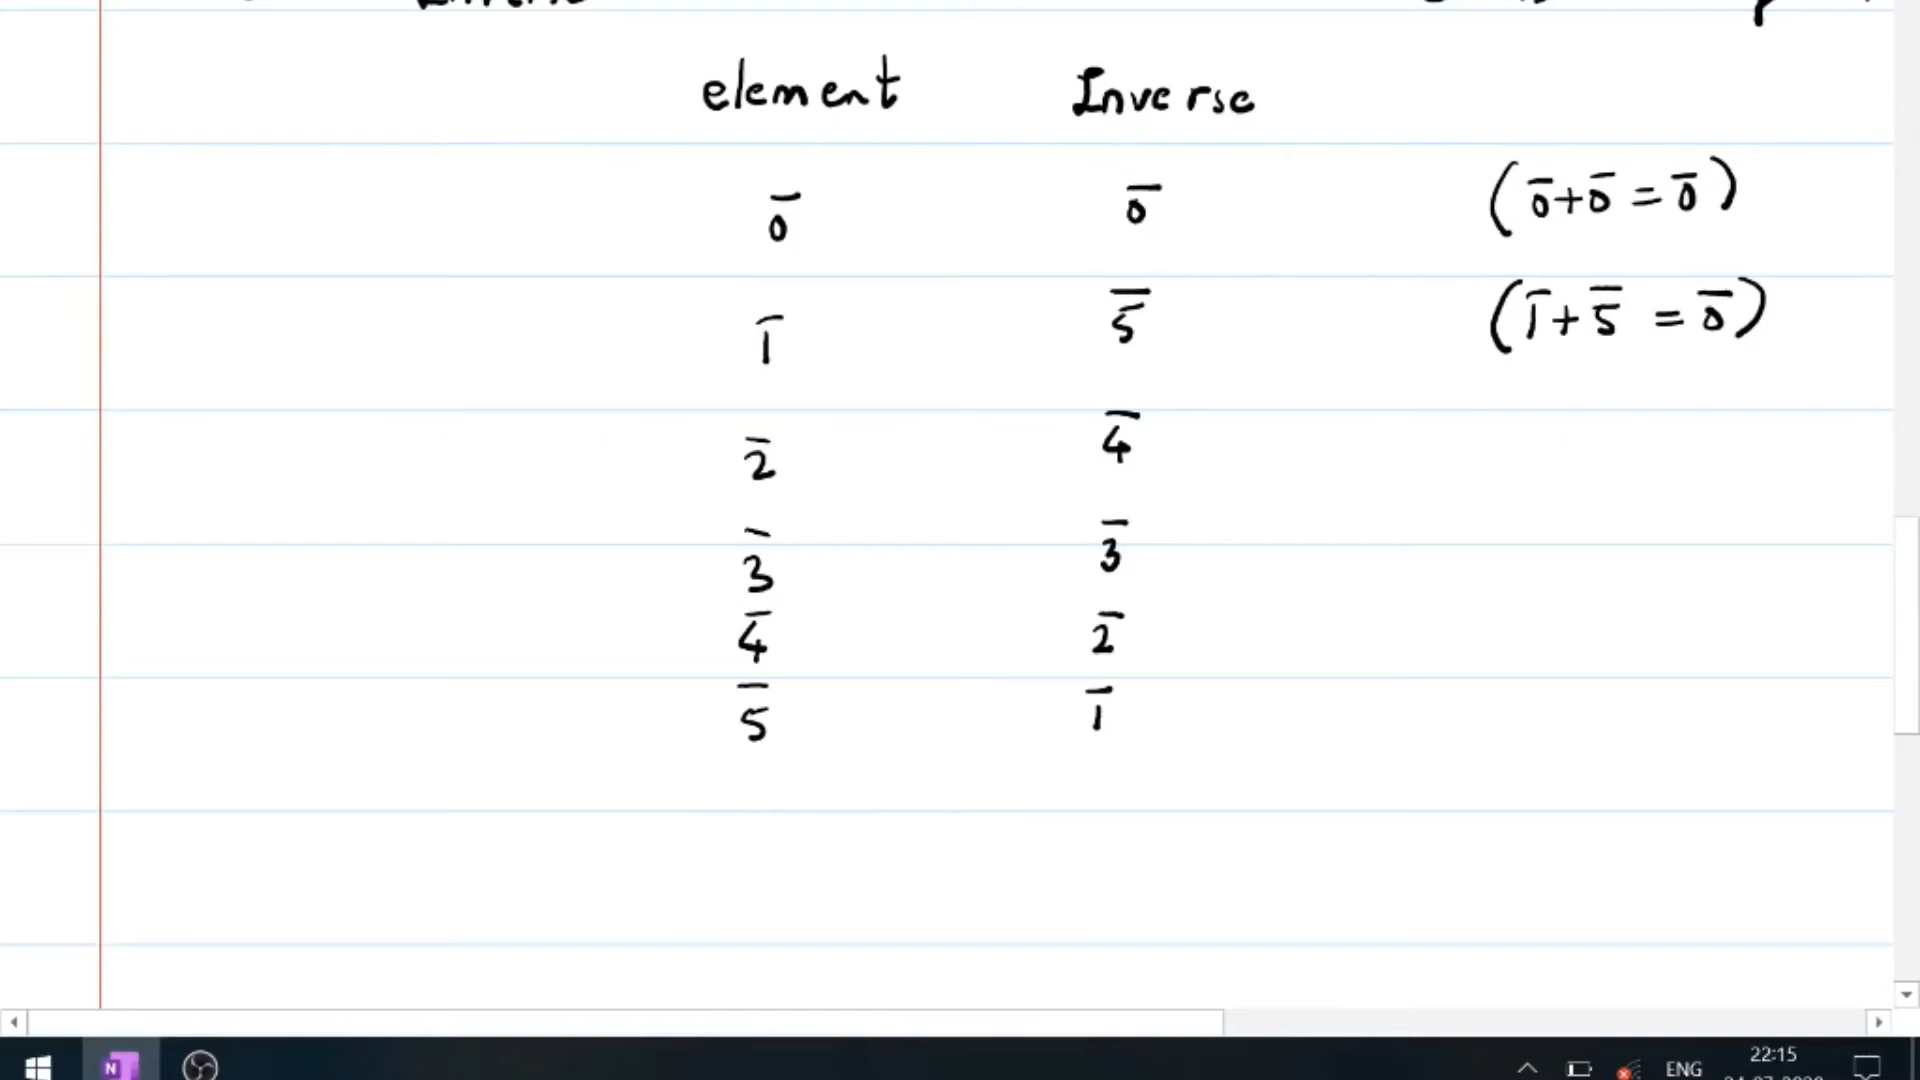 element Inverse
0̅ 0̅ (0̅+0̅ = 0̅)
1̅ 5̅ (1̅+5̅ = 0̅)
2̅ 4̅
3̅ 3̅
4̅ 2̅
5̅ 1̅
N ENG 22:15